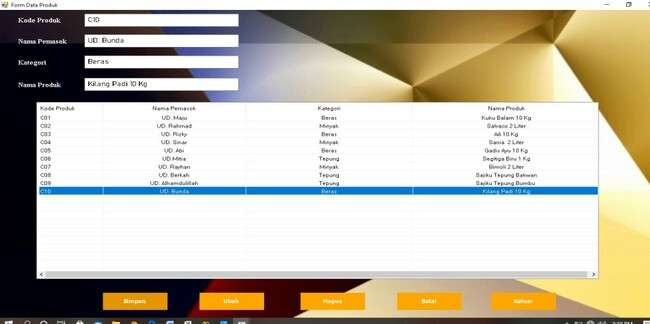 Form Data Produk
Kode Produk C10
Nama Pemasok UD. Bunda
Kategori Beras
Nama Produk Kilang Padi 10 Kg
Kode Produk Nama Pemasok Kategori Nama Produk
C01 UD. Maju Beras Kuku Balam 10 Kg
C02 UD. Rahmad Minyak Salvaco 2 Liter
C03 UD. Rizky Beras 10 Kg
C04 UD. Sinar Minyak Sania 2 Liter
C05 UD. Abi Beras Gadis Ayu 10 Kg
C06 UD.Mitra Tepung Segitiga Biru 1 Kg
C07 UD. Rayhan Minyak Bimoli 2 Liter
C08 UD. Berkah Tepung Sajiku Tepung Bakwan
C09 UD. Alhamdulillah Tepung Sajiku Tepung Bumbu
C10 UD. Bunda Beras Kilang Padi 10 Kg
Simpan Ubah Hapus Batal Keluar